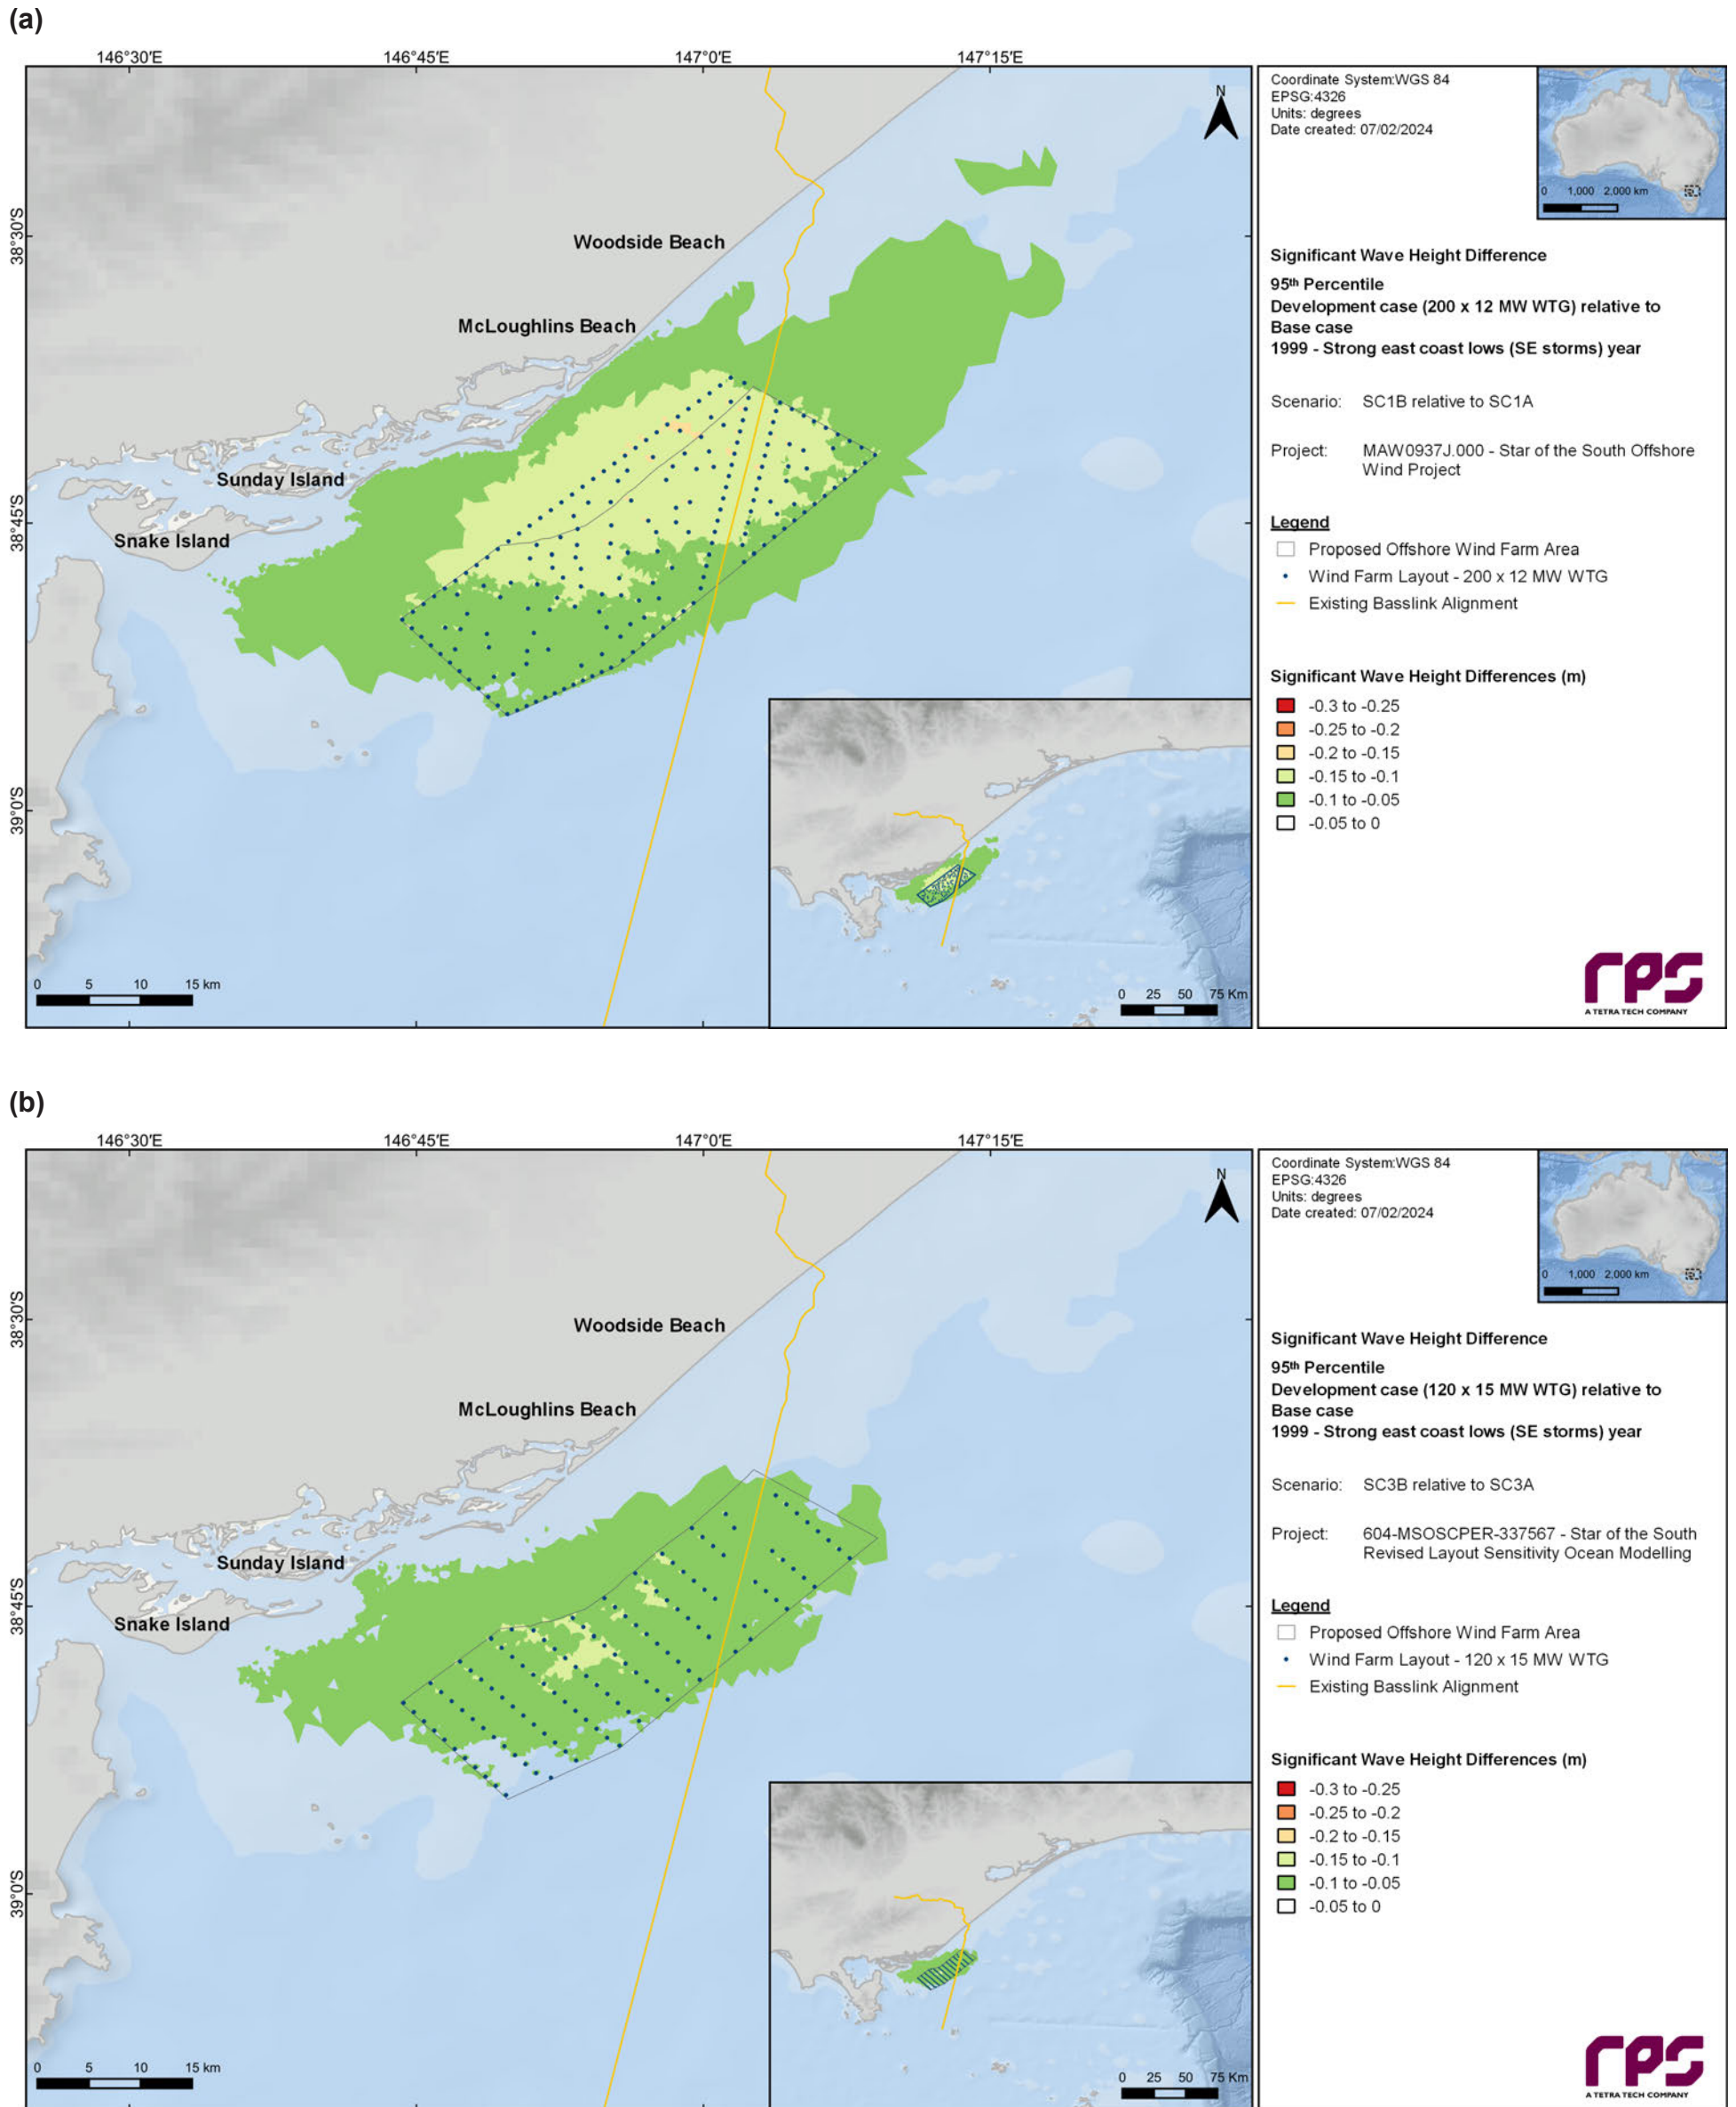 (a)
146°30'E 146°45'E 147°0'E 147°15'E
38°30'S
38°45'S
39°0'S
N
Woodside Beach
McLoughlins Beach
Sunday Island
Snake Island
0 5 10 15 km
0 25 50 75 Km
Coordinate System:WGS 84
EPSG:4326
Units: degrees
Date created: 07/02/2024
0 1,000 2,000 km
Significant Wave Height Difference
95th Percentile
Development case (200 x 12 MW WTG) relative to
Base case
1999 - Strong east coast lows (SE storms) year
Scenario: SC1B relative to SC1A
Project: MAW0937J.000 - Star of the South Offshore
Wind Project
Legend
Proposed Offshore Wind Farm Area
Wind Farm Layout - 200 x 12 MW WTG
Existing Basslink Alignment
Significant Wave Height Differences (m)
-0.3 to -0.25
-0.25 to -0.2
-0.2 to -0.15
-0.15 to -0.1
-0.1 to -0.05
-0.05 to 0
rps
A TETRA TECH COMPANY
(b)
146°30'E 146°45'E 147°0'E 147°15'E
38°30'S
38°45'S
39°0'S
N
Woodside Beach
McLoughlins Beach
Sunday Island
Snake Island
0 5 10 15 km
0 25 50 75 Km
Coordinate System:WGS 84
EPSG:4326
Units: degrees
Date created: 07/02/2024
0 1,000 2,000 km
Significant Wave Height Difference
95th Percentile
Development case (120 x 15 MW WTG) relative to
Base case
1999 - Strong east coast lows (SE storms) year
Scenario: SC3B relative to SC3A
Project: 604-MSOSCPER-337567 - Star of the South
Revised Layout Sensitivity Ocean Modelling
Legend
Proposed Offshore Wind Farm Area
Wind Farm Layout - 120 x 15 MW WTG
Existing Basslink Alignment
Significant Wave Height Differences (m)
-0.3 to -0.25
-0.25 to -0.2
-0.2 to -0.15
-0.15 to -0.1
-0.1 to -0.05
-0.05 to 0
rps
A TETRA TECH COMPANY